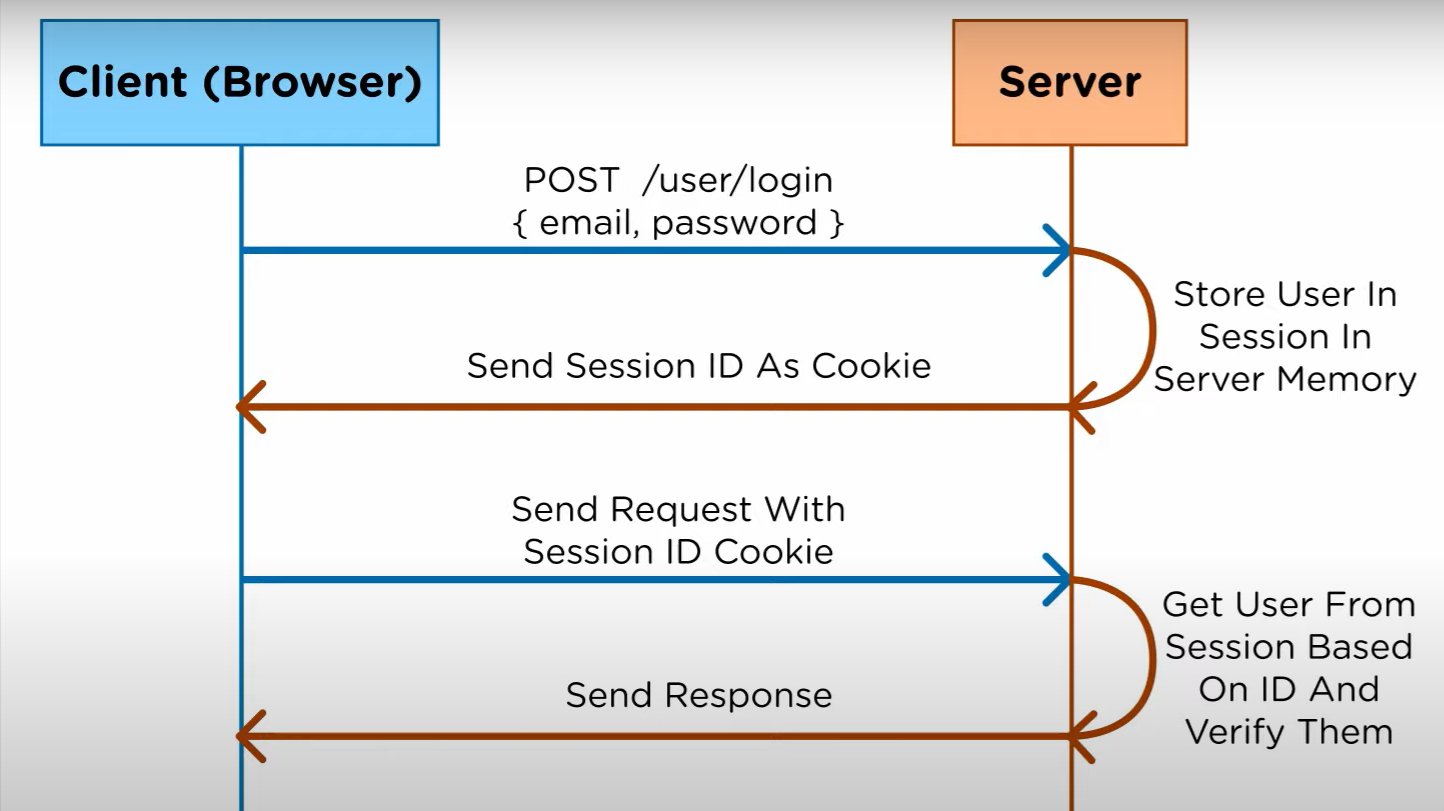 Client (Browser)
Server
POST /user/login
{ email, password }
Store User In
Session In
Server Memory
Send Session ID As Cookie
Send Request With
Session ID Cookie
Get User From
Session Based
On ID And
Verify Them
Send Response